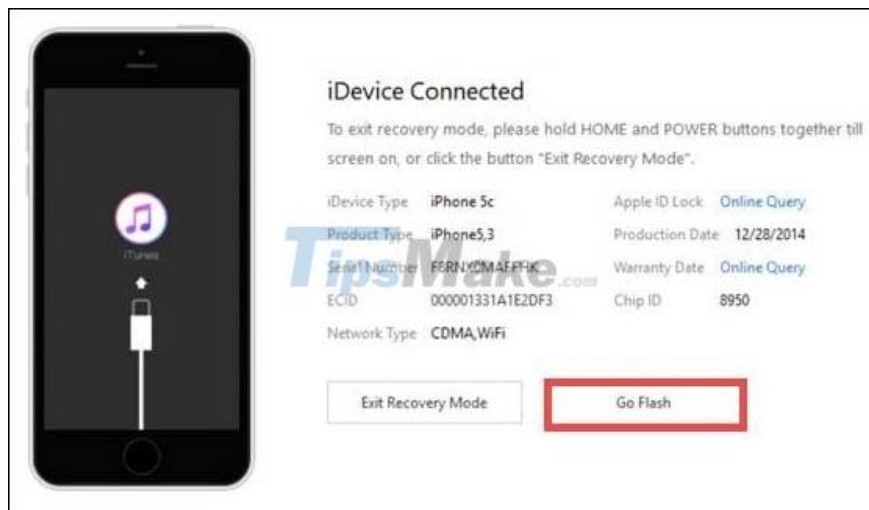 iDevice Connected
To exit recovery mode, please hold HOME and POWER buttons together till
screen on, or click the button "Exit Recovery Mode".
iDevice Type iPhone 5c Apple ID Lock Online Query
Product Type iPhone5,3 Production Date 12/28/2014
Serial Number Warranty Date Online Query
ECID 000001331A1E2DF3 Chip ID 8950
Network Type CDMA,WiFi
TipsMake.com
iTunes
Exit Recovery Mode Go Flash